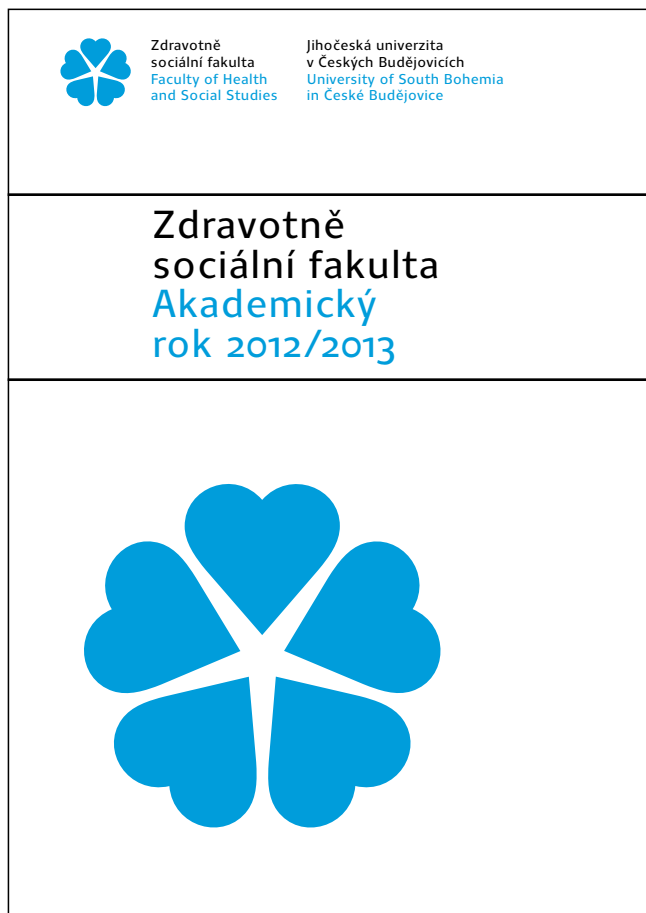 Zdravotně
sociální fakulta
Faculty of Health
and Social Studies
Jihočeská univerzita
v Českých Budějovicích
University of South Bohemia
in České Budějovice
Zdravotně
sociální fakulta
Akademický
rok 2012/2013